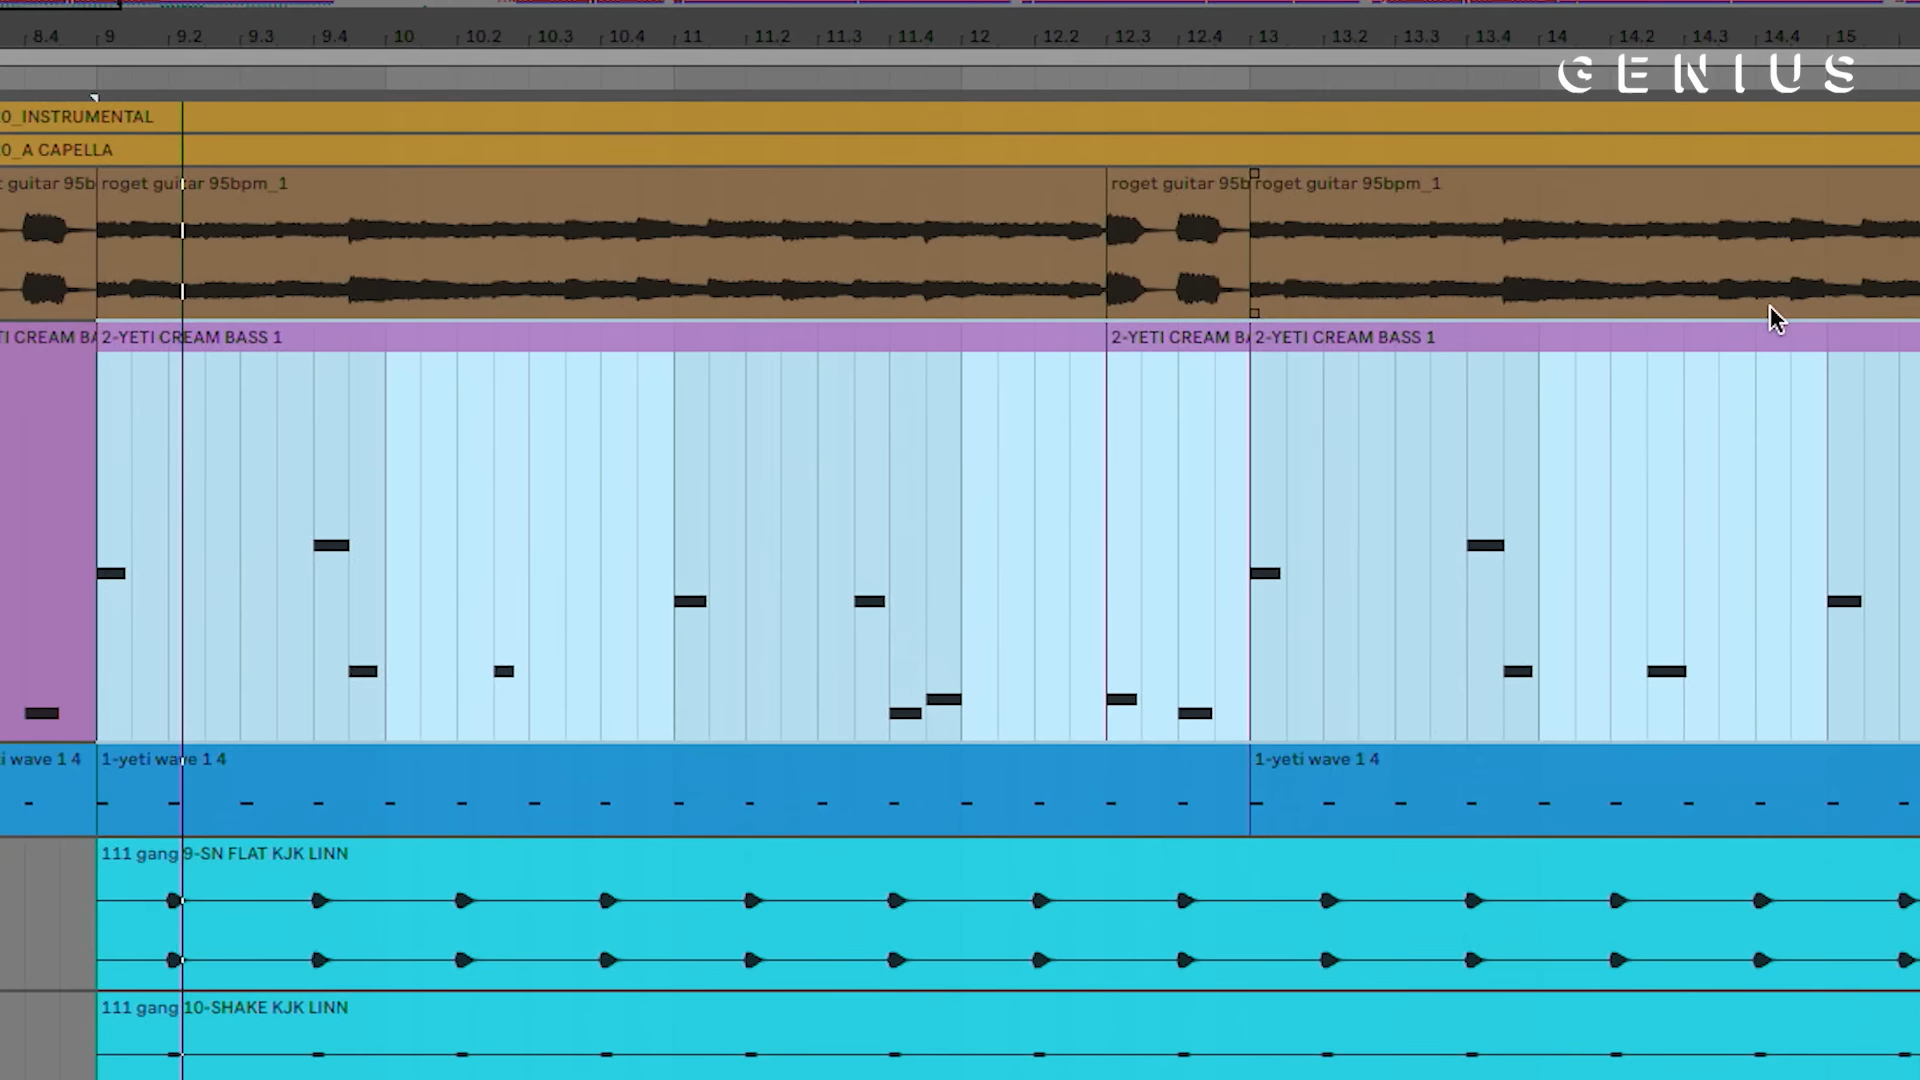 8.4 9 9.2 9.3 9.4 10 10.2 10.3 10.4 11 11.2 11.3 11.4 12 12.2 12.3 12.4 13 13.2 13.3 13.4 14 14.2 14.3 14.4 15
GENIUS
0_INSTRUMENTAL
0_A CAPELLA
t guitar 95b roget guitar 95bpm_1 roget guitar 95b roget guitar 95bpm_1
TI CREAM BA 2-YETI CREAM BASS 1 2-YETI CREAM BA 2-YETI CREAM BASS 1
i wave 1 4 1-yeti wave 1 4 1-yeti wave 1 4
111 gang 9-SN FLAT KJK LINN
111 gang 10-SHAKE KJK LINN